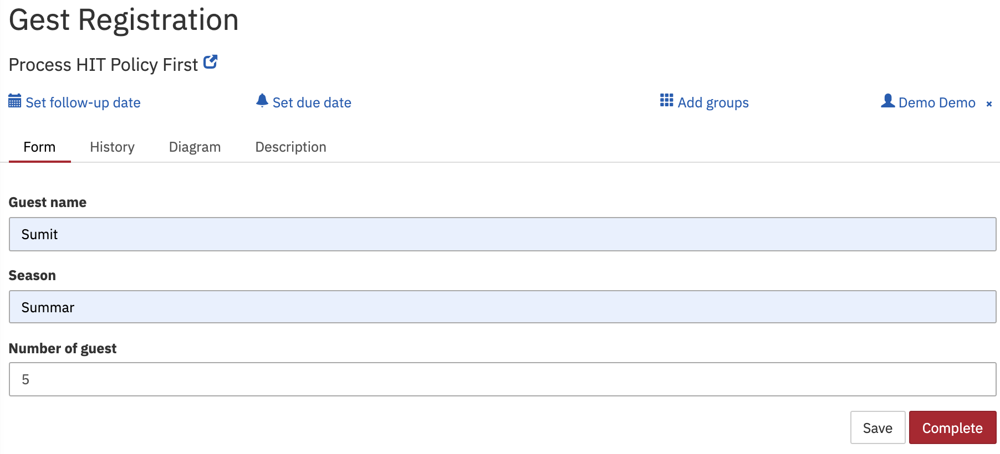 Gest Registration
Process HIT Policy First
Set follow-up date Set due date Add groups Demo Demo ×
Form History Diagram Description
Guest name
Sumit
Season
Summar
Number of guest
5
Save Complete